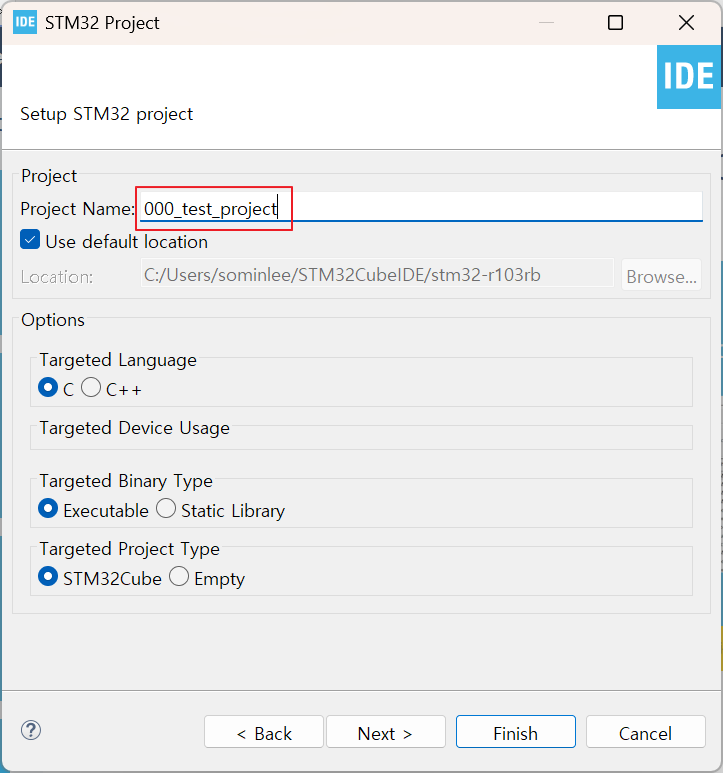 IDE STM32 Project
IDE
Setup STM32 project
Project
Project Name: 000_test_project
Use default location
Location: C:/Users/sominlee/STM32CubeIDE/stm32-r103rb Browse...
Options
Targeted Language
C C++
Targeted Device Usage
Targeted Binary Type
Executable Static Library
Targeted Project Type
STM32Cube Empty
? < Back Next > Finish Cancel